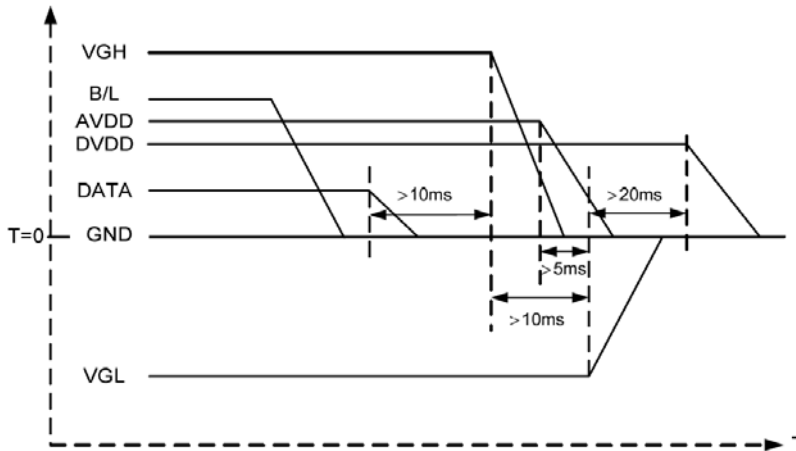 VGH
B/L
AVDD
DVDD
DATA
>10ms
>20ms
T=0
GND
>5ms
>10ms
VGL